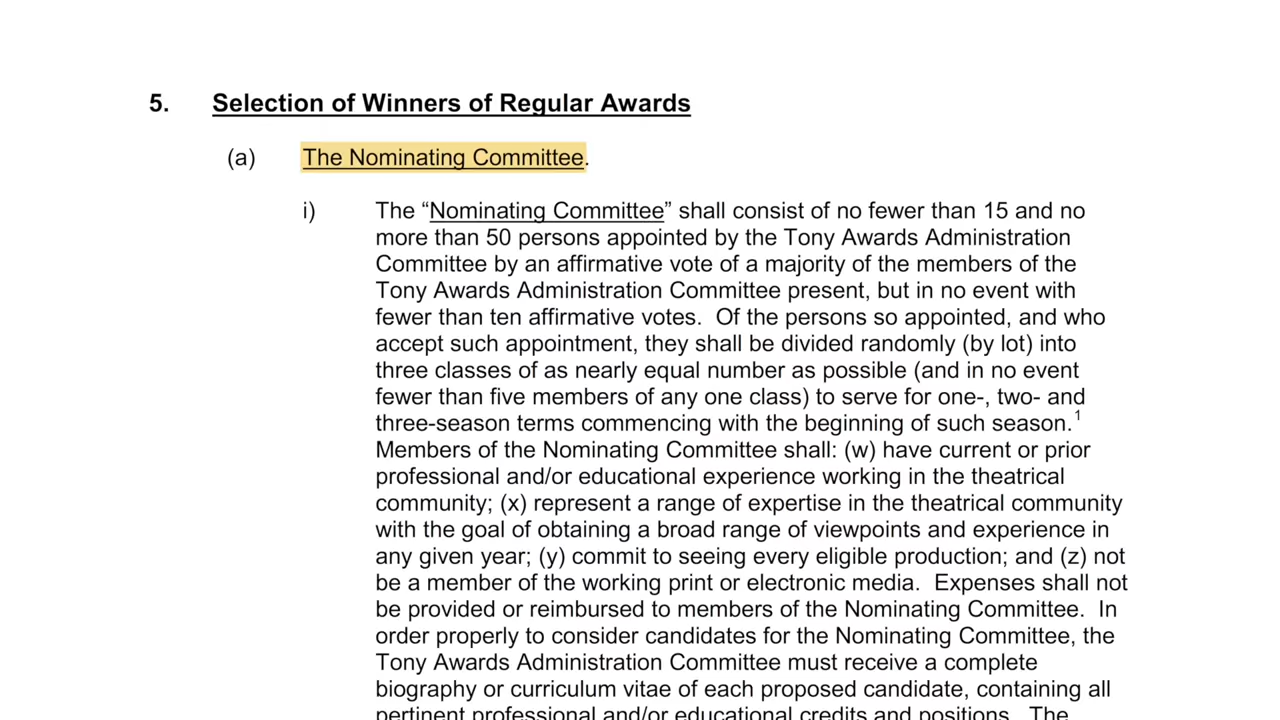 5. Selection of Winners of Regular Awards
(a) The Nominating Committee.
i) The “Nominating Committee” shall consist of no fewer than 15 and no
more than 50 persons appointed by the Tony Awards Administration
Committee by an affirmative vote of a majority of the members of the
Tony Awards Administration Committee present, but in no event with
fewer than ten affirmative votes. Of the persons so appointed, and who
accept such appointment, they shall be divided randomly (by lot) into
three classes of as nearly equal number as possible (and in no event
fewer than five members of any one class) to serve for one-, two- and
three-season terms commencing with the beginning of such season.1
Members of the Nominating Committee shall: (w) have current or prior
professional and/or educational experience working in the theatrical
community; (x) represent a range of expertise in the theatrical community
with the goal of obtaining a broad range of viewpoints and experience in
any given year; (y) commit to seeing every eligible production; and (z) not
be a member of the working print or electronic media. Expenses shall not
be provided or reimbursed to members of the Nominating Committee. In
order properly to consider candidates for the Nominating Committee, the
Tony Awards Administration Committee must receive a complete
biography or curriculum vitae of each proposed candidate, containing all
pertinent professional and/or educational credits and positions. The